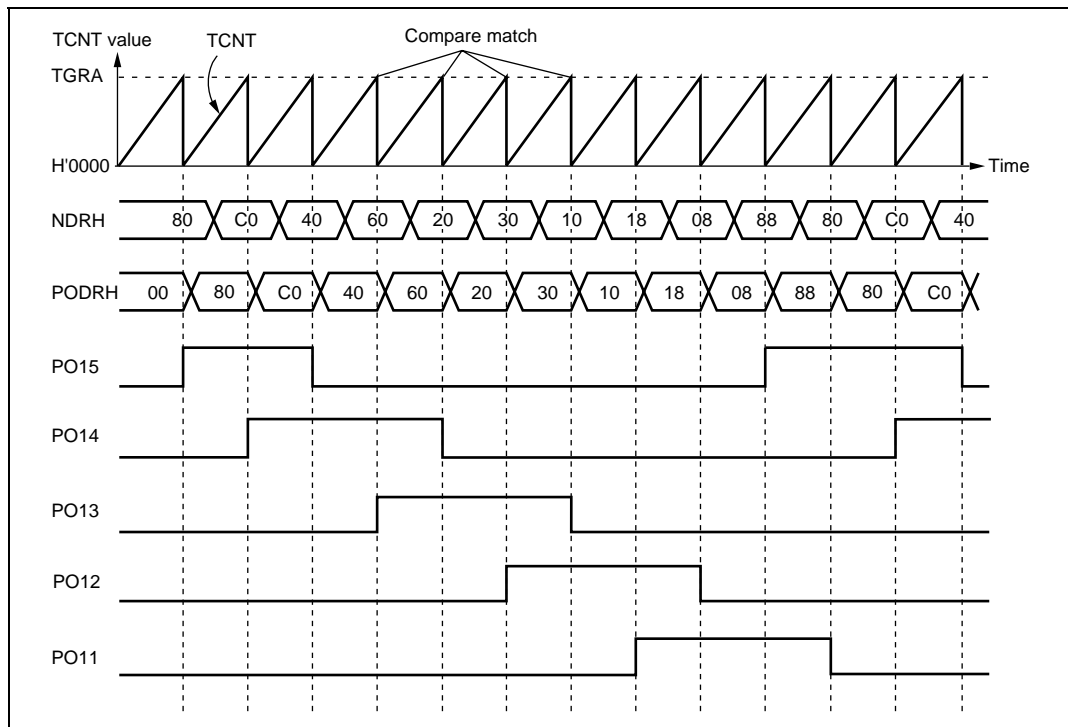 TCNT value TCNT Compare match
TGRA
H'0000 Time
NDRH 80 C0 40 60 20 30 10 18 08 88 80 C0 40
PODRH 00 80 C0 40 60 20 30 10 18 08 88 80 C0
PO15
PO14
PO13
PO12
PO11